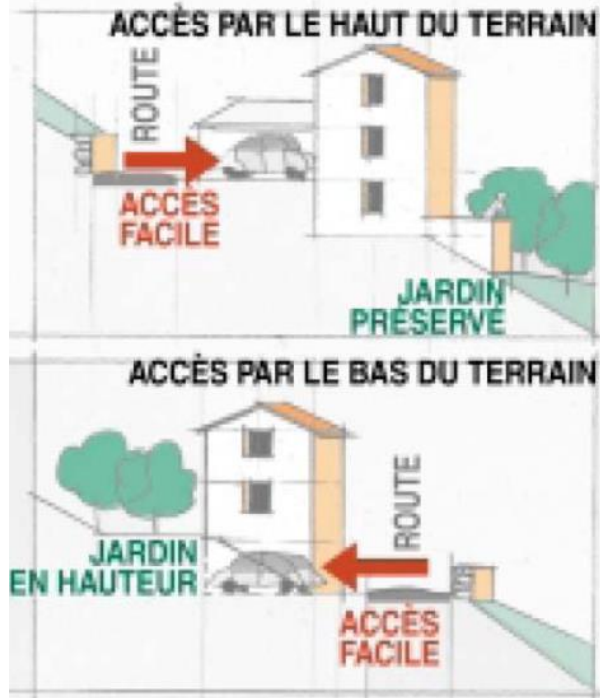 ACCÈS PAR LE HAUT DU TERRAIN
ROUTE
ACCÈS
FACILE
JARDIN
PRÉSERVÉ
ACCÈS PAR LE BAS DU TERRAIN
ROUTE
JARDIN
EN HAUTEUR
ACCÈS
FACILE